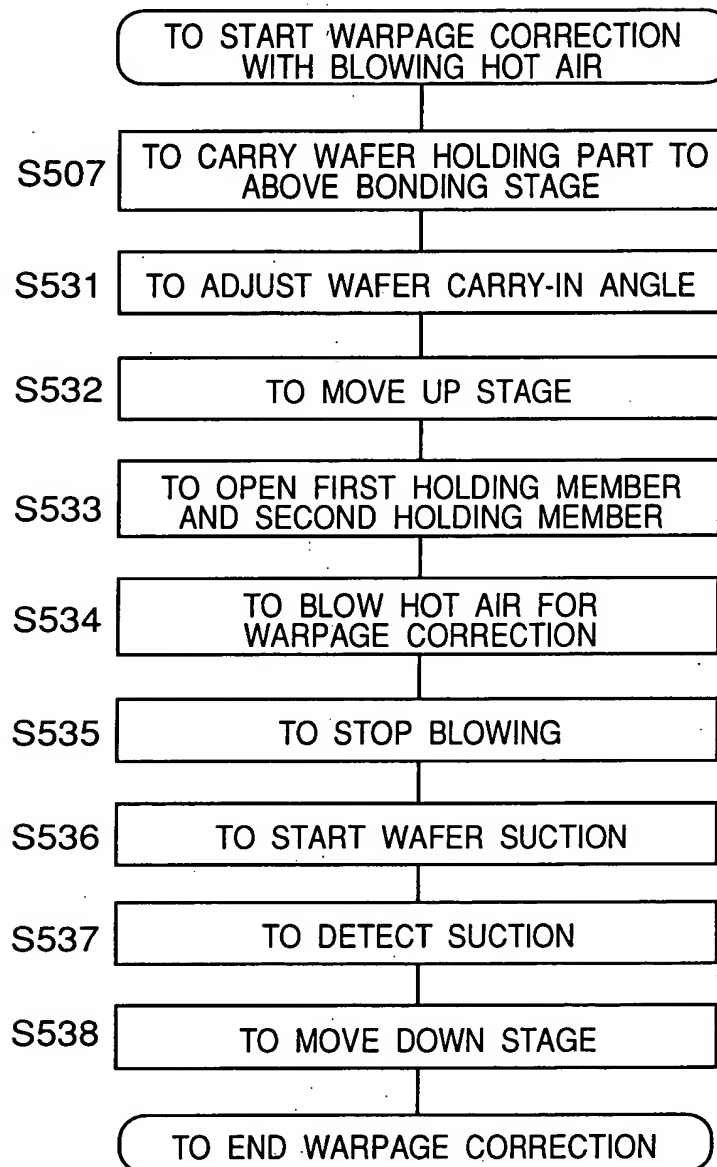 TO START WARPAGE CORRECTION
WITH BLOWING HOT AIR
S507
TO CARRY WAFER HOLDING PART TO
ABOVE BONDING STAGE
S531
TO ADJUST WAFER CARRY-IN ANGLE
S532
TO MOVE UP STAGE
S533
TO OPEN FIRST HOLDING MEMBER
AND SECOND HOLDING MEMBER
S534
TO BLOW HOT AIR FOR
WARPAGE CORRECTION
S535
TO STOP BLOWING
S536
TO START WAFER SUCTION
S537
TO DETECT SUCTION
S538
TO MOVE DOWN STAGE
TO END WARPAGE CORRECTION